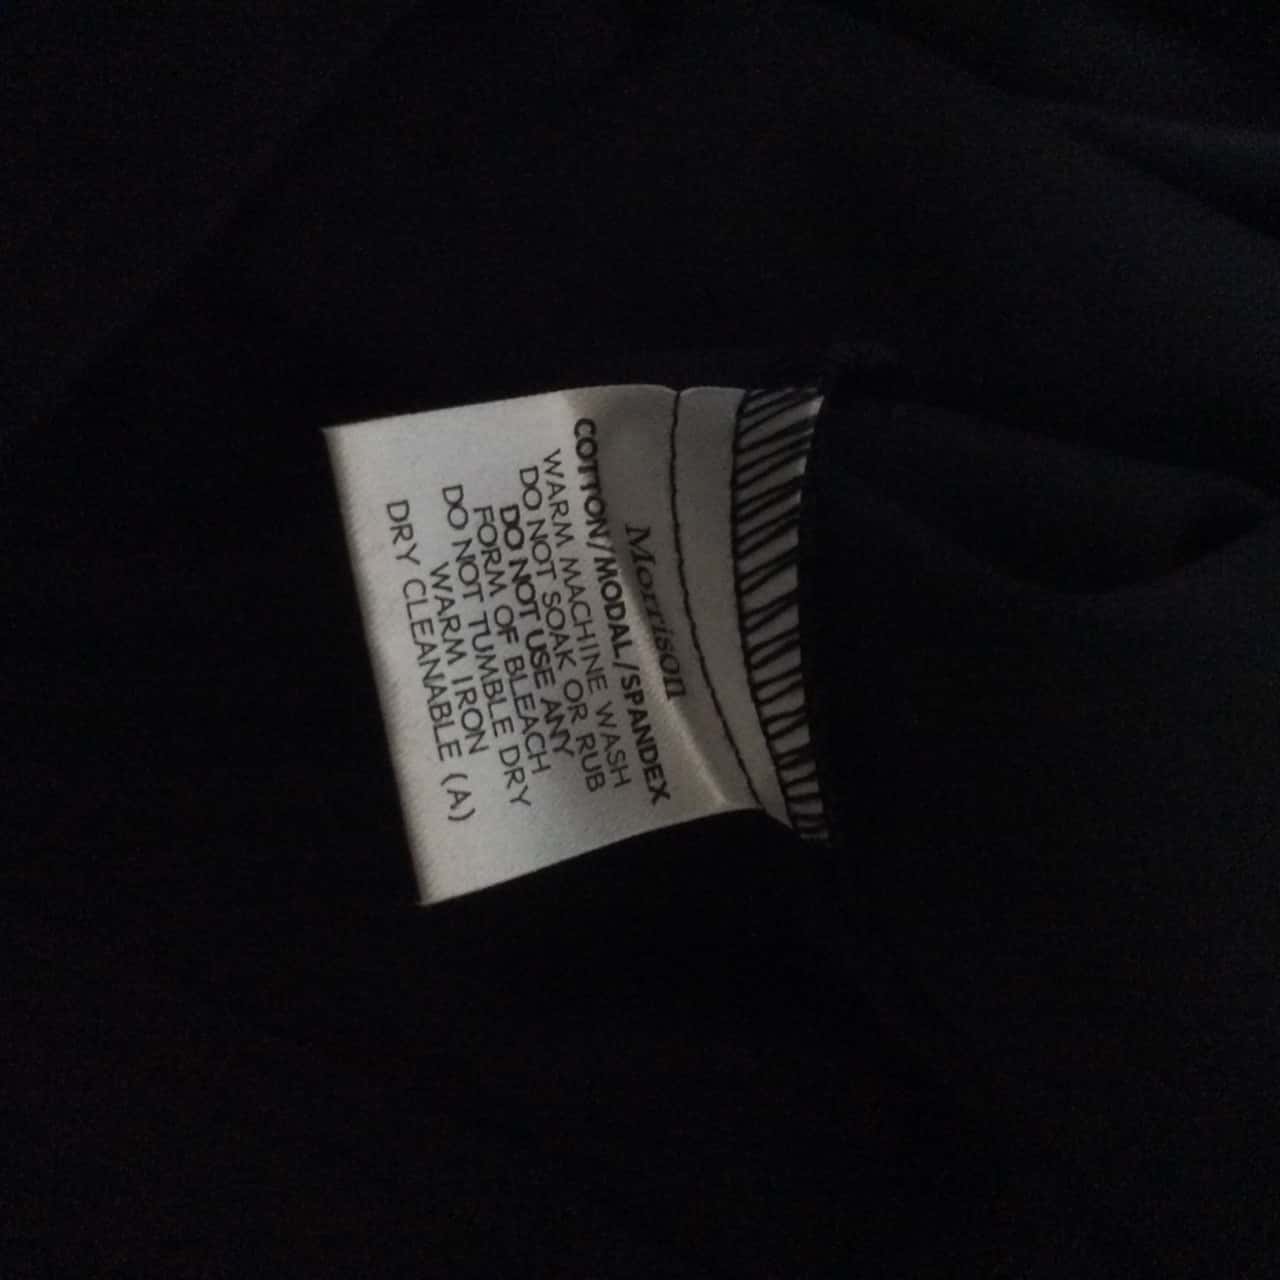 Morrison
COTTON/MODAL/SPANDEX
WARM MACHINE WASH
DO NOT SOAK OR RUB
DO NOT USE ANY
FORM OF BLEACH
DO NOT TUMBLE DRY
WARM IRON
DRY CLEANABLE (A)